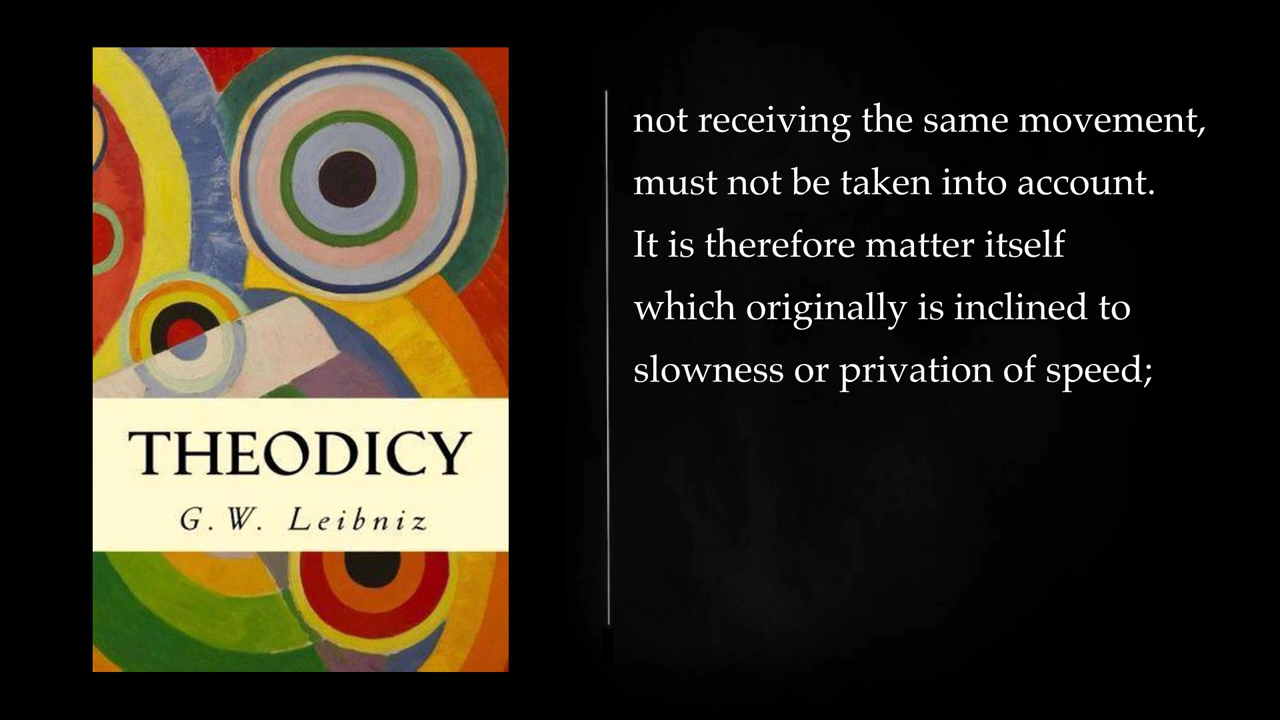 THEODICY
G. W. Leibniz
not receiving the same movement,
must not be taken into account.
It is therefore matter itself
which originally is inclined to
slowness or privation of speed;